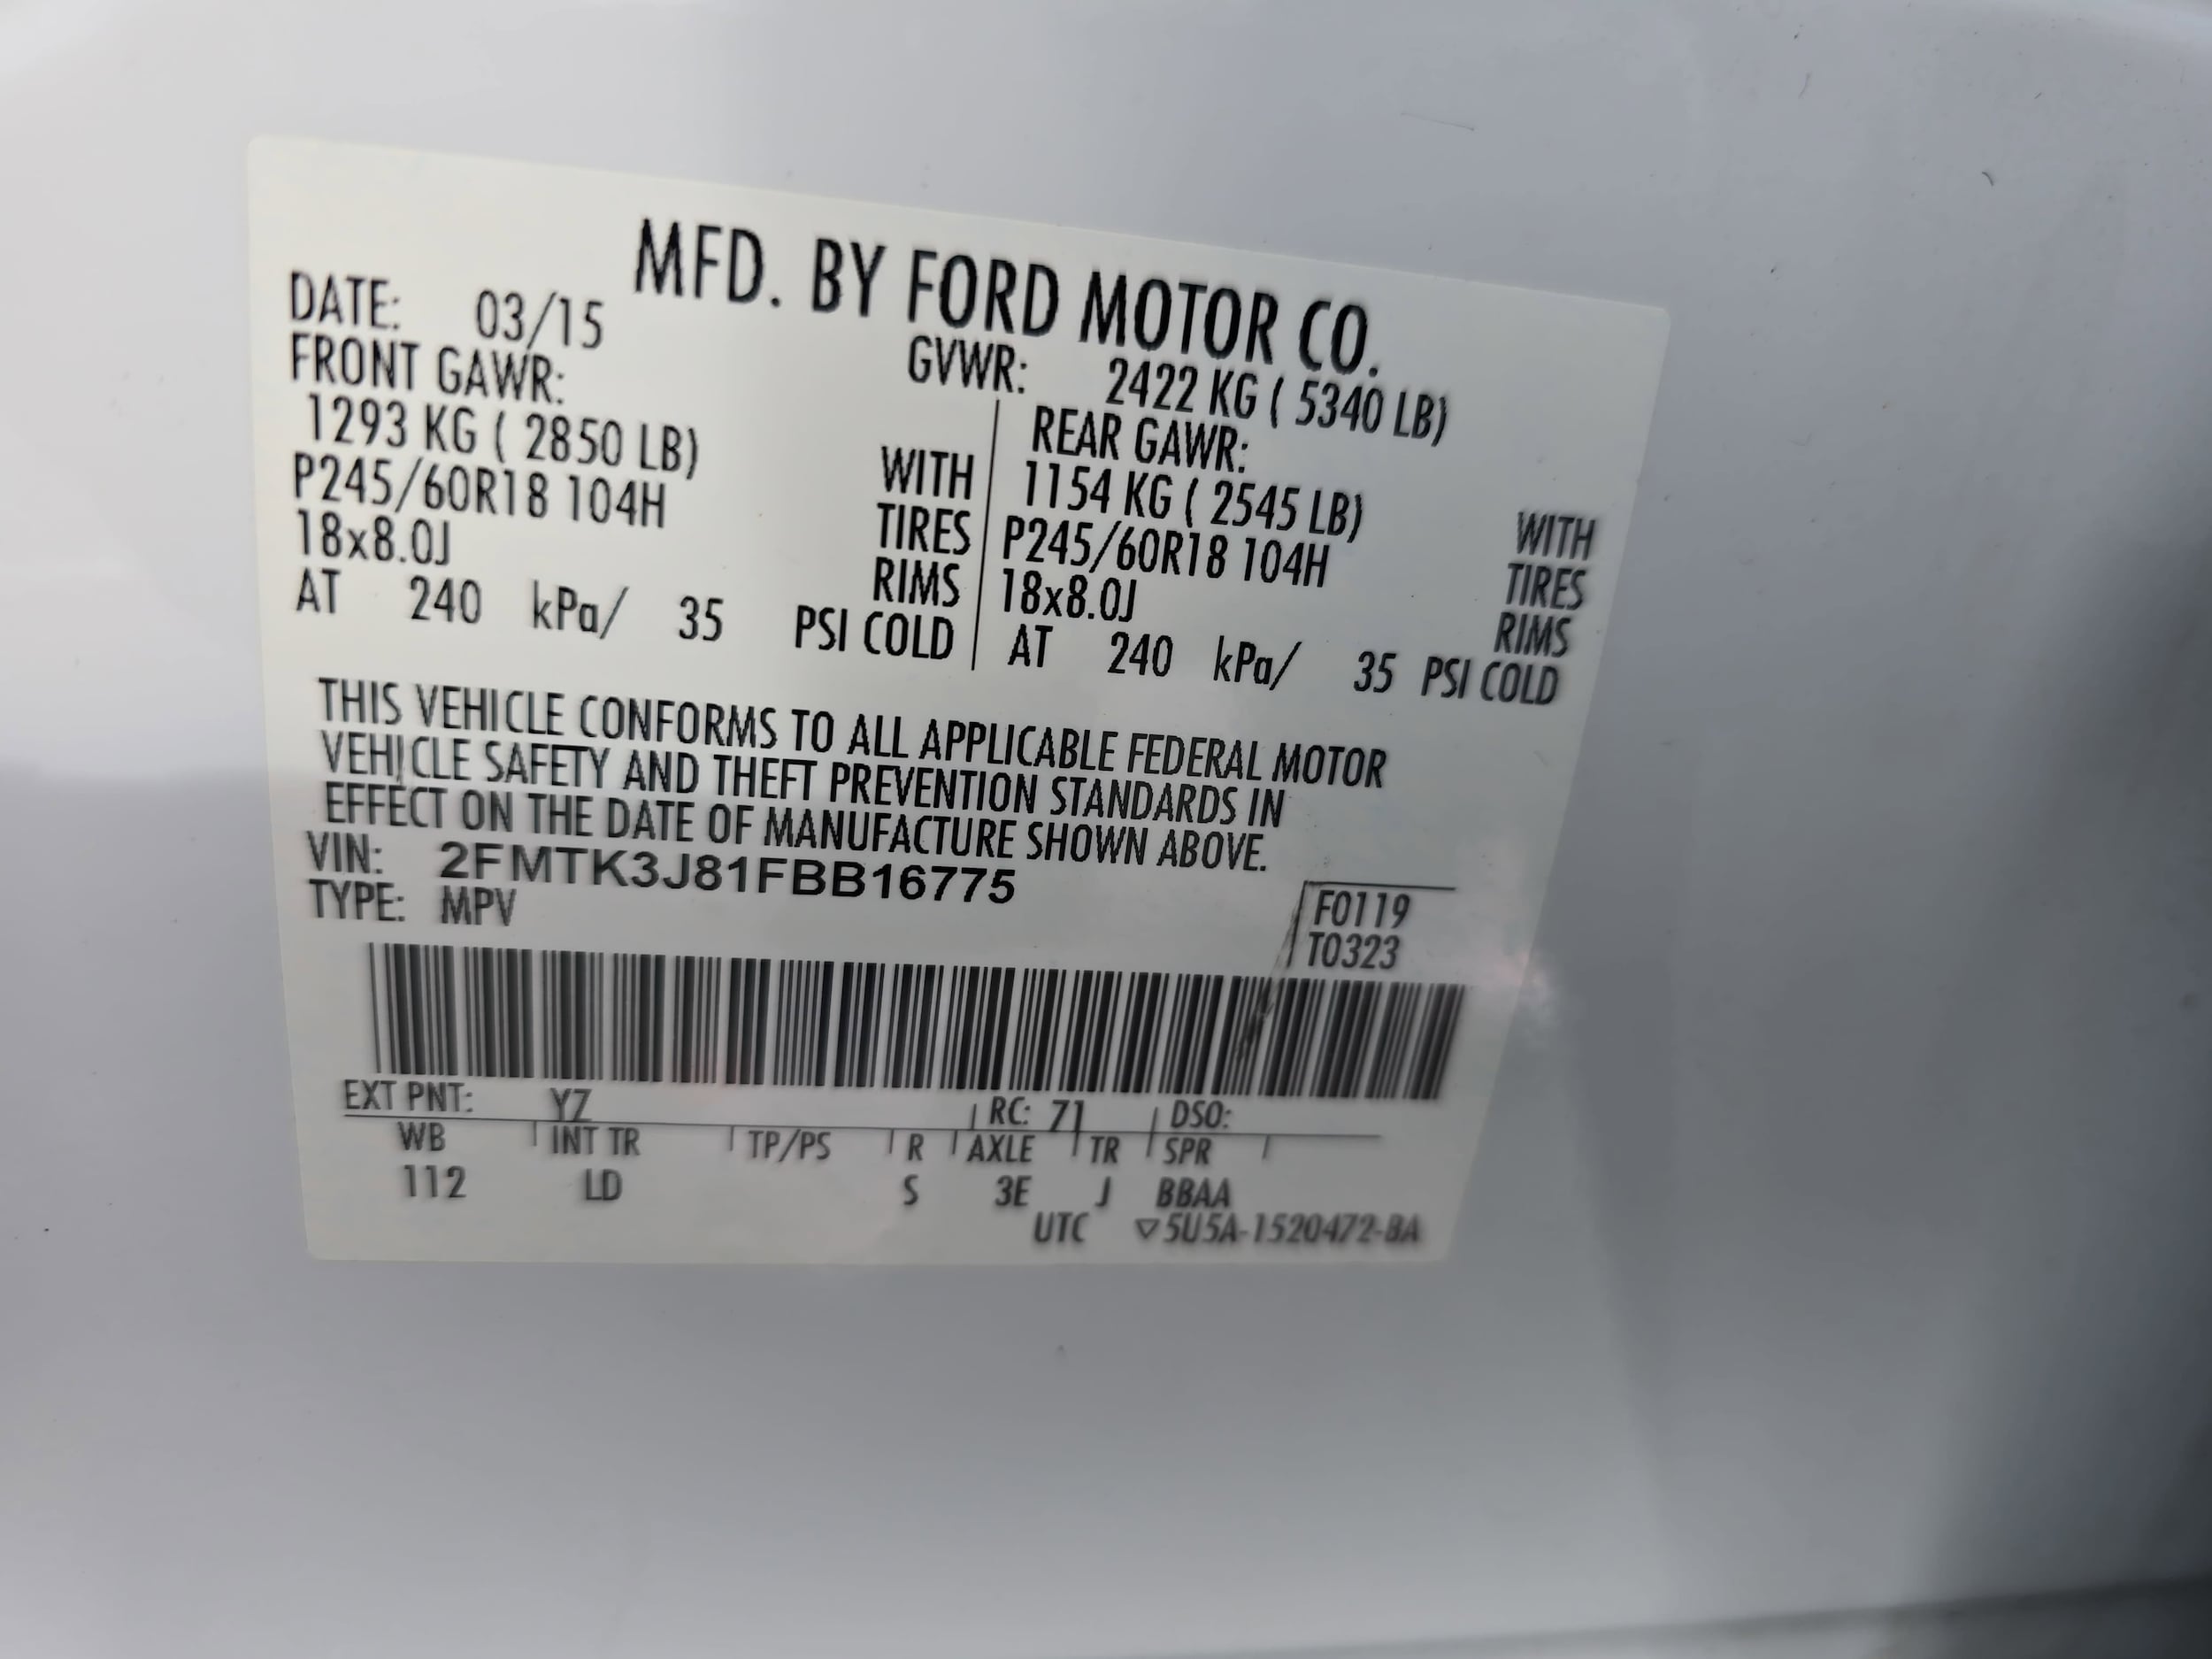 MFD. BY FORD MOTOR CO.
DATE: 03/15
GVWR: 2422 KG ( 5340 LB)
FRONT GAWR:
1293 KG ( 2850 LB) WITH
P245/60R18 104H TIRES
18x8.0J RIMS
AT 240 kPa/ 35 PSI COLD
REAR GAWR:
1154 KG ( 2545 LB) WITH
P245/60R18 104H TIRES
18x8.0J RIMS
AT 240 kPa/ 35 PSI COLD
THIS VEHICLE CONFORMS TO ALL APPLICABLE FEDERAL MOTOR
VEHICLE SAFETY AND THEFT PREVENTION STANDARDS IN
EFFECT ON THE DATE OF MANUFACTURE SHOWN ABOVE.
VIN: 2FMTK3J81FBB16775
TYPE: MPV
F0119
T0323
EXT PNT: YZ RC: 71 DSO:
WB INT TR TP/PS R AXLE TR SPR
112 LD S 3E J BBAA
UTC ▽5U5A-1520472-BA